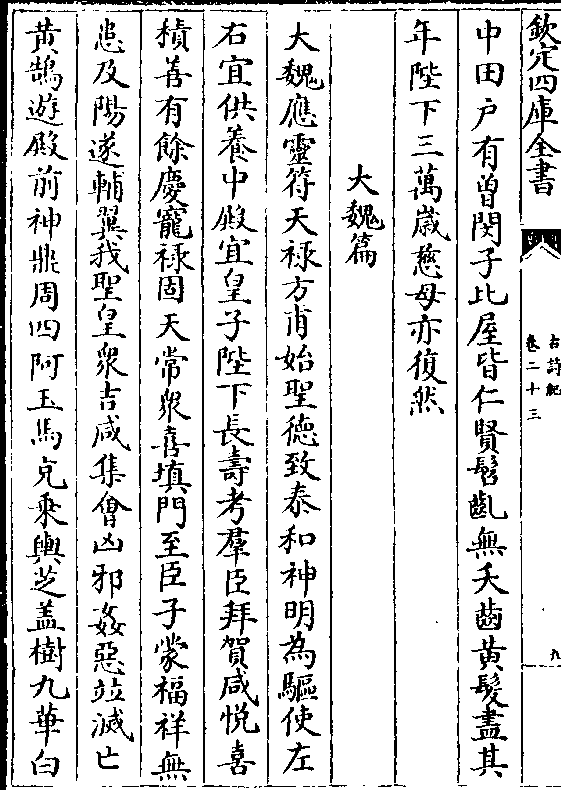 欽定四庫全書
古詩紀
卷二十三
九
中田户有曽閔子比屋皆仁賢髫齓無夭齒黄髮盡其
年陛下三萬歲慈母亦復然
大魏篇
大魏應靈符天禄方甫始聖德致泰和神明為驅使左
右宜供養中殿宜皇子陛下長壽考羣臣拜賀咸悦喜
積善有餘慶寵禄固天常衆喜填門至臣子蒙福祥無
患及陽遂輔翼我聖皇衆吉咸集㑹凶邪姦惡竝滅亡
黄鵠遊殿前神鼎周四阿玉馬充乘輿芝盖樹九華白